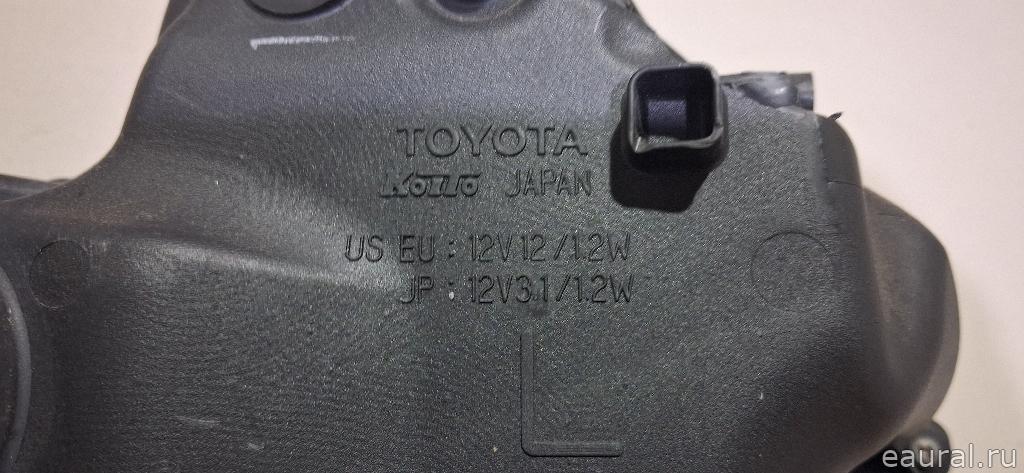 TOYOTA
KOITO JAPAN
US EU : 12V12/1.2W
JP : 12V3.1/1.2W
L
eaural.ru